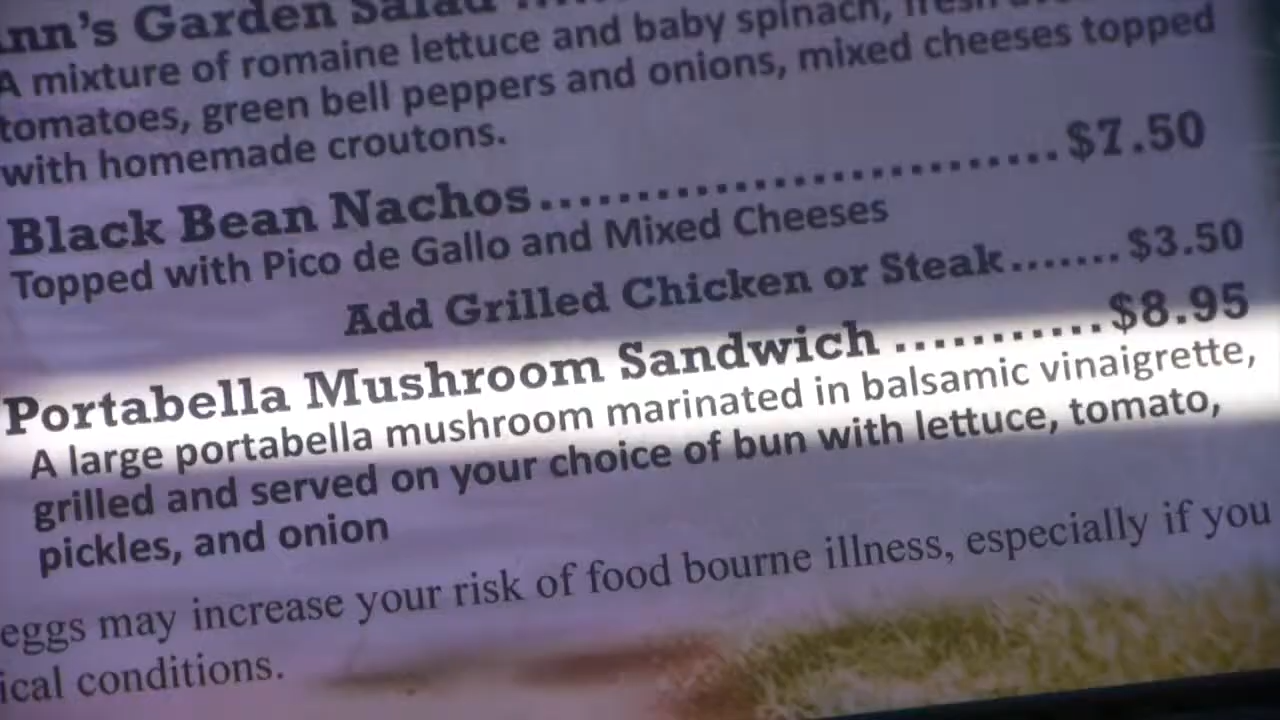 Ann's Garden Salad
A mixture of romaine lettuce and baby spinach, fresh
tomatoes, green bell peppers and onions, mixed cheeses topped
with homemade croutons.
Black Bean Nachos..............................$7.50
Topped with Pico de Gallo and Mixed Cheeses
Add Grilled Chicken or Steak.......$3.50
Portabella Mushroom Sandwich ...........$8.95
A large portabella mushroom marinated in balsamic vinaigrette,
grilled and served on your choice of bun with lettuce, tomato,
pickles, and onion
eggs may increase your risk of food bourne illness, especially if you
ical conditions.